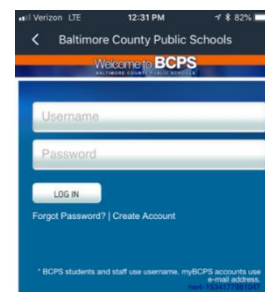 Verizon LTE 12:31 PM 82%
Baltimore County Public Schools
Welcome to BCPS
BALTIMORE COUNTY PUBLIC SCHOOLS
Username
Password
LOG IN
Forgot Password? | Create Account
* BCPS students and staff use username. myBCPS accounts use
e-mail address.